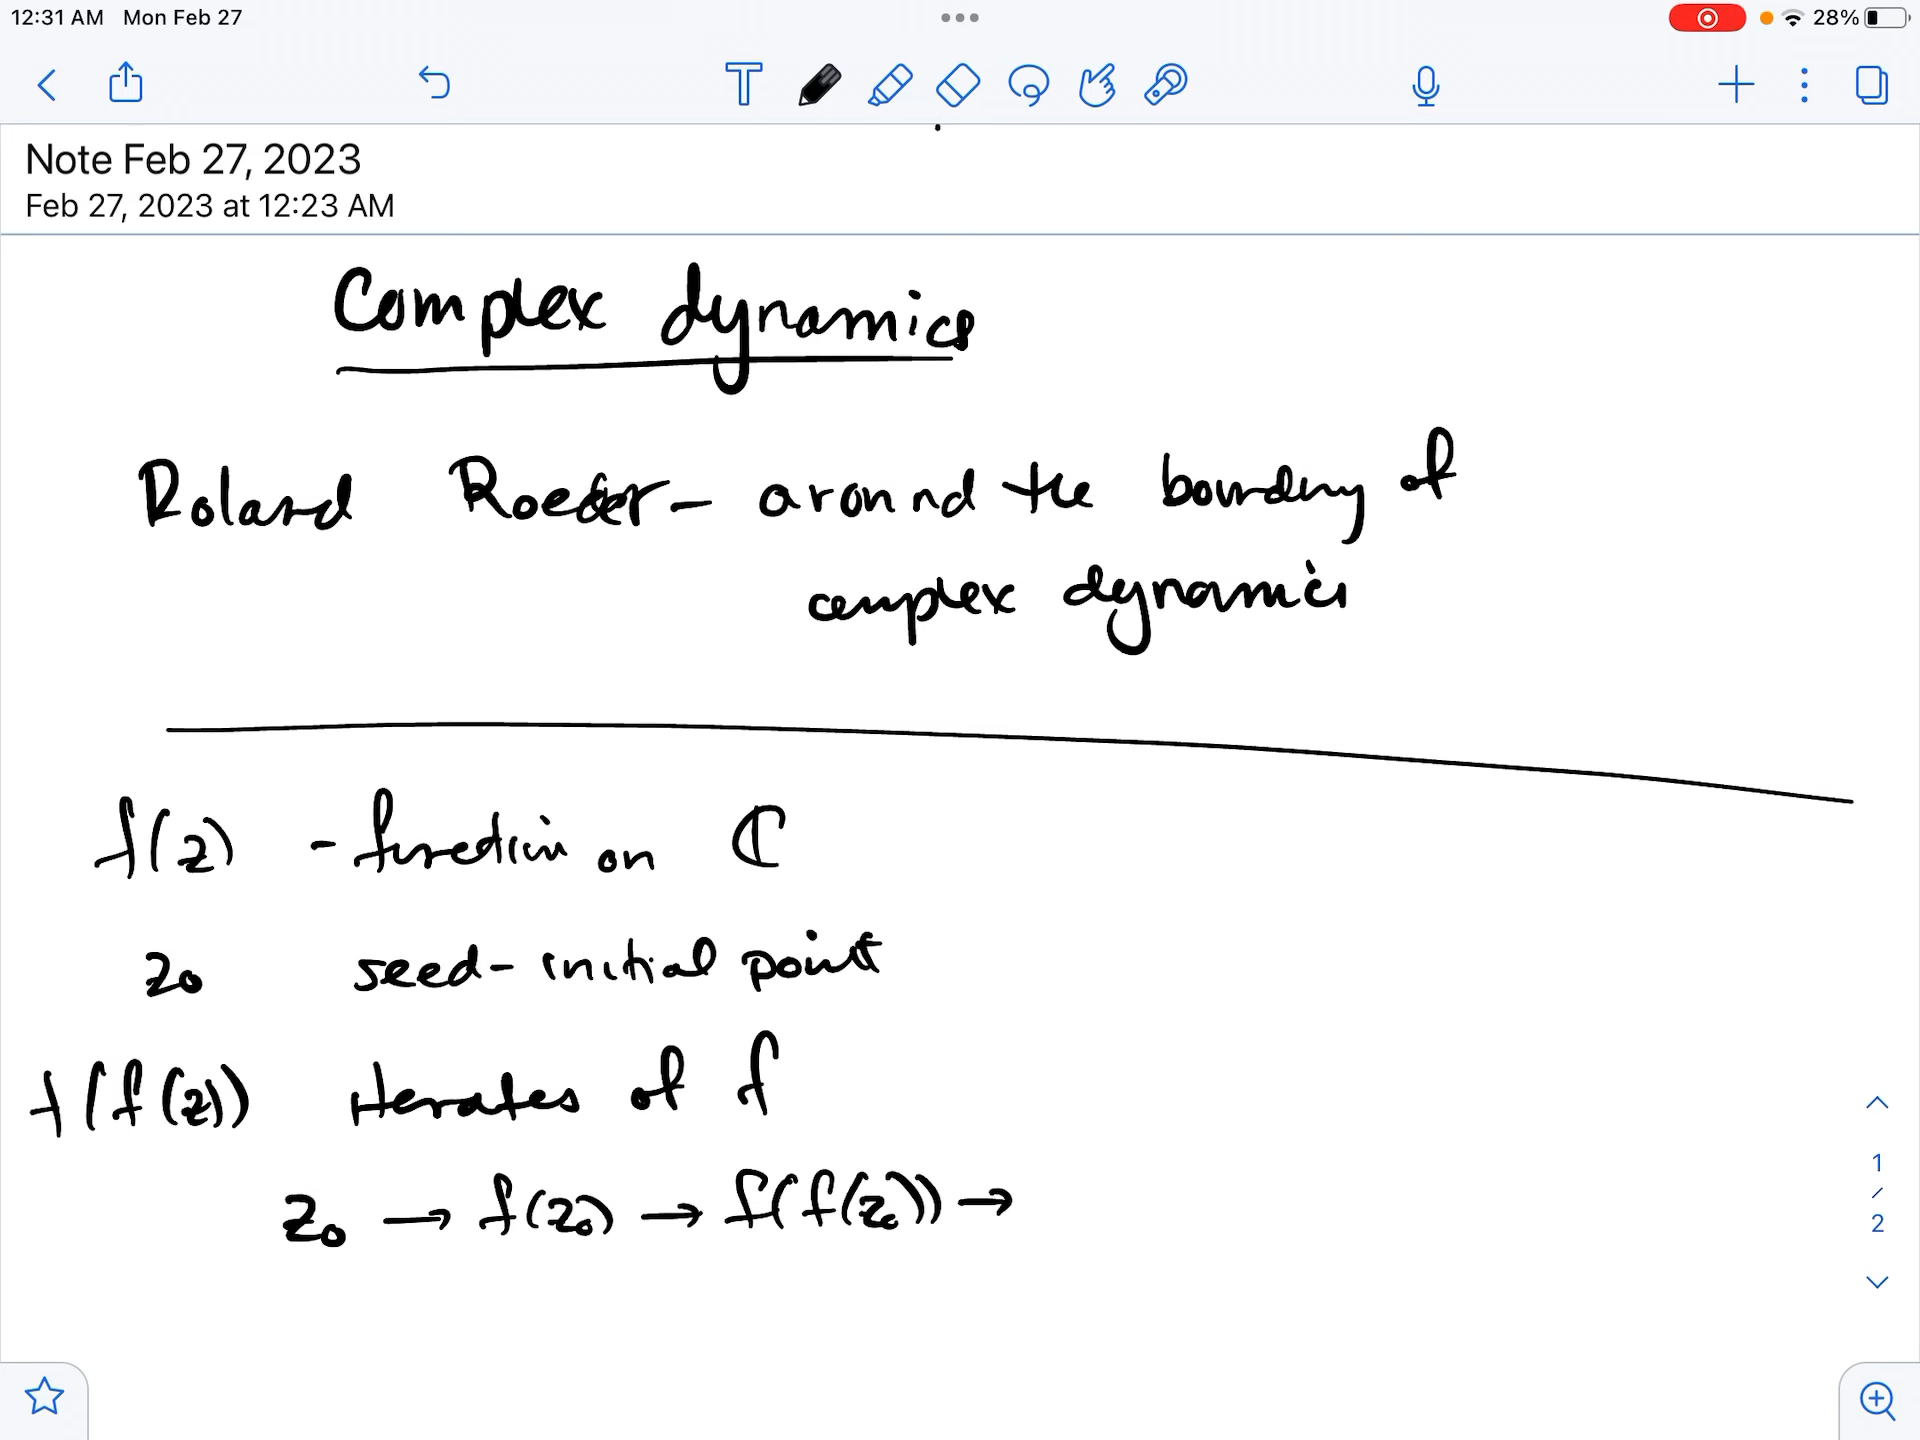 12:31 AM Mon Feb 27
28%
T
Note Feb 27, 2023
Feb 27, 2023 at 12:23 AM
Complex dynamics
Roland Roeder - around the boundary of
complex dynamics
f(z) - function on ℂ
z₀ seed - initial point
f(f(z)) iterates of f
z₀ → f(z₀) → f(f(z₀)) →
1
/
2